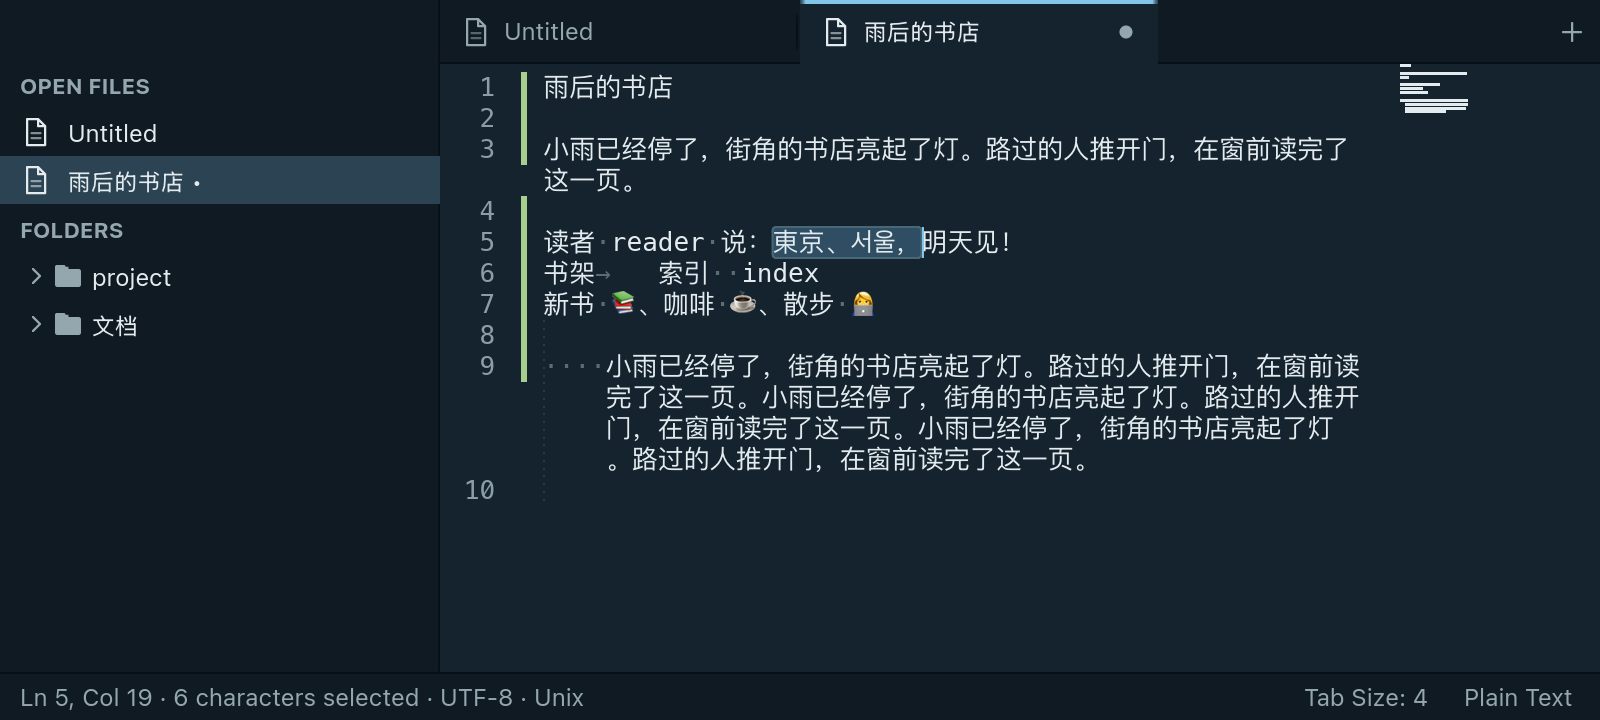 Untitled
雨后的书店
OPEN FILES
Untitled
雨后的书店 •
FOLDERS
project
文档
1 雨后的书店
2
3 小雨已经停了，街角的书店亮起了灯。路过的人推开门，在窗前读完了
这一页。
4
5 读者·reader·说：東京、서울，明天见！
6 书架→ 索引··index
7 新书·📚、咖啡·☕、散步·👩‍💻
8
9 ····小雨已经停了，街角的书店亮起了灯。路过的人推开门，在窗前读
完了这一页。小雨已经停了，街角的书店亮起了灯。路过的人推开
门，在窗前读完了这一页。小雨已经停了，街角的书店亮起了灯
。路过的人推开门，在窗前读完了这一页。
10
Ln 5, Col 19 · 6 characters selected · UTF-8 · Unix
Tab Size: 4
Plain Text